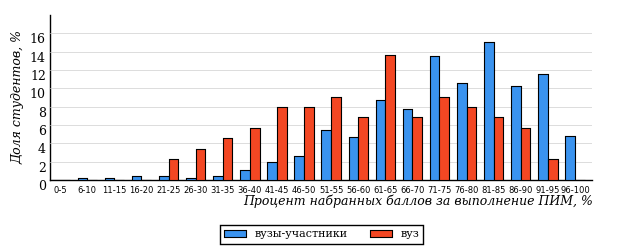 Доля студентов, %
16
14
12
10
8
6
4
2
0
0-5 6-10 11-15 16-20 21-25 26-30 31-35 36-40 41-45 46-50 51-55 56-60 61-65 66-70 71-75 76-80 81-85 86-90 91-95 96-100
Процент набранных баллов за выполнение ПИМ, %
вузы-участники вуз